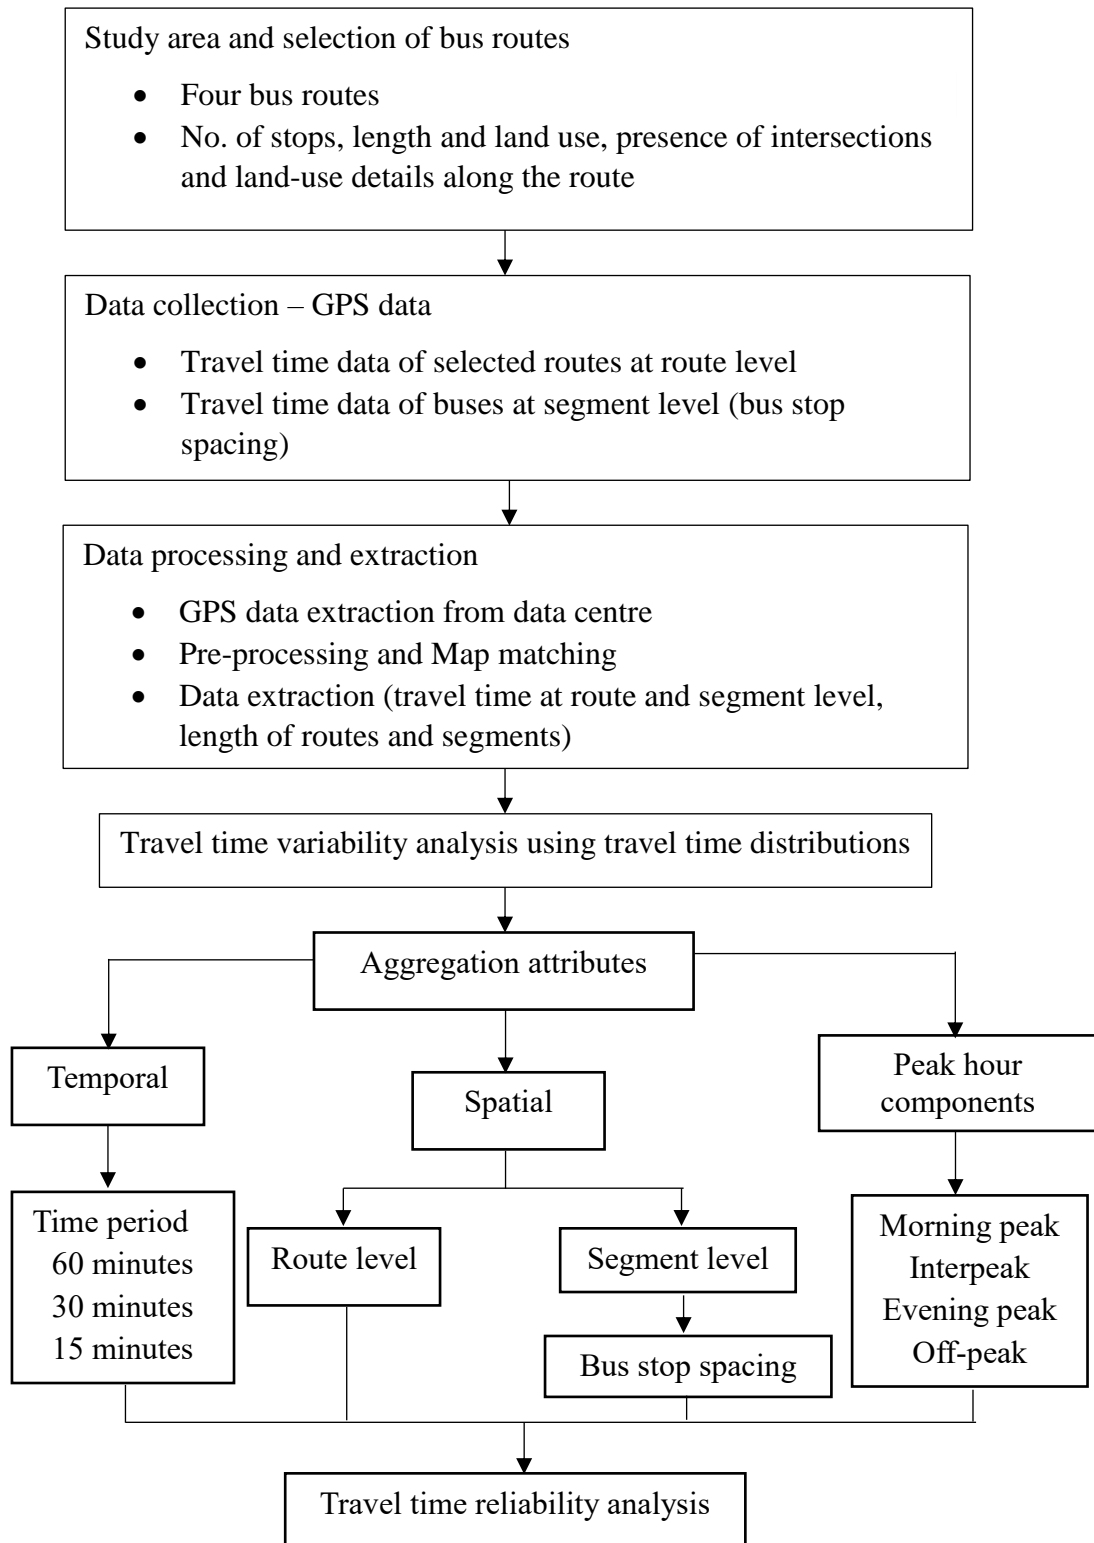 Study area and selection of bus routes
• Four bus routes
• No. of stops, length and land use, presence of intersections
and land-use details along the route
Data collection – GPS data
• Travel time data of selected routes at route level
• Travel time data of buses at segment level (bus stop
spacing)
Data processing and extraction
• GPS data extraction from data centre
• Pre-processing and Map matching
• Data extraction (travel time at route and segment level,
length of routes and segments)
Travel time variability analysis using travel time distributions
Aggregation attributes
Temporal
Spatial
Peak hour
components
Time period
60 minutes
30 minutes
15 minutes
Route level
Segment level
Bus stop spacing
Morning peak
Interpeak
Evening peak
Off-peak
Travel time reliability analysis